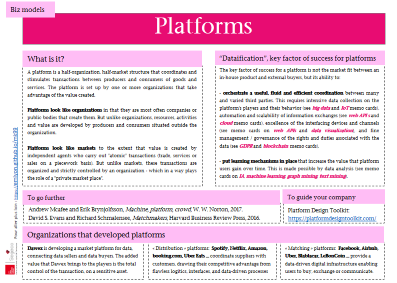 Biz models
Platforms
What is it?
A platform is a half-organization, half-market structure that coordinates and
stimulates transactions between producers and consumers of goods and
services. The platform is set up by one or more organizations that take
advantage of the value created.
Platforms look like organizations in that they are most often companies or
public bodies that create them. But unlike organizations, resources, activities
and value are developed by producers and consumers situated outside the
organization.
Platforms look like markets to the extent that value is created by
independent agents who carry out "atomic" transactions (trade, services or
sales on a piecework basis). But unlike markets, these transactions are
organized and strictly controlled by an organization - which in a way plays
the role of a "private market place".
"Dataification", key factor of success for platforms
The key factor of success for a platform is not the market fit between an
in-house product and external buyers, but its ability to:
- orchestrate a useful, fluid and efficient coordination between many
and varied third parties. This requires intensive data collection on the
platform's players and their behavior (see big data and IoT memo cards),
automation and scalability of information exchanges (see web API's and
cloud memo cards), excellence of the interfacing devices and channels
(see memo cards on web APIs and data visualization), and fine
management / governance of the rights and duties associated with the
data (see GDPR and blockchain memo cards).
- put learning mechanisms in place that increase the value that platform
users gain over time. This is made possible by data analysis (see memo
cards on IA, machine learning, graph mining, text mining).
To go further
Andrew Mcafee and Erik Brynjolfsson, Machine, platform, crowd, W. W. Norton, 2017.
David S. Evans and Richard Schmalensee, Matchmakers, Harvard Business Review Press, 2016.
To guide your company
Platform Design Toolkit
https://platformdesigntoolkit.com/
Organizations that developed platforms
Dawex is developing a market platform for data,
connecting data sellers and data buyers. The added
value that Dawex brings to the players is the total
control of the transaction, on a sensitive asset.
- Distribution » platforms: Spotify, Netflix, Amazon,
booking.com, Uber Eats ... coordinate suppliers with
customers, drawing their competitive advantage from
flawless logistics, interfaces, and data-driven processes
- Matching » platforms: Facebook, Airbnb,
Uber, Blablacar, LeBonCoin ... provide a
data-driven digital infrastructure enabling
users to buy, exchange or communicate.